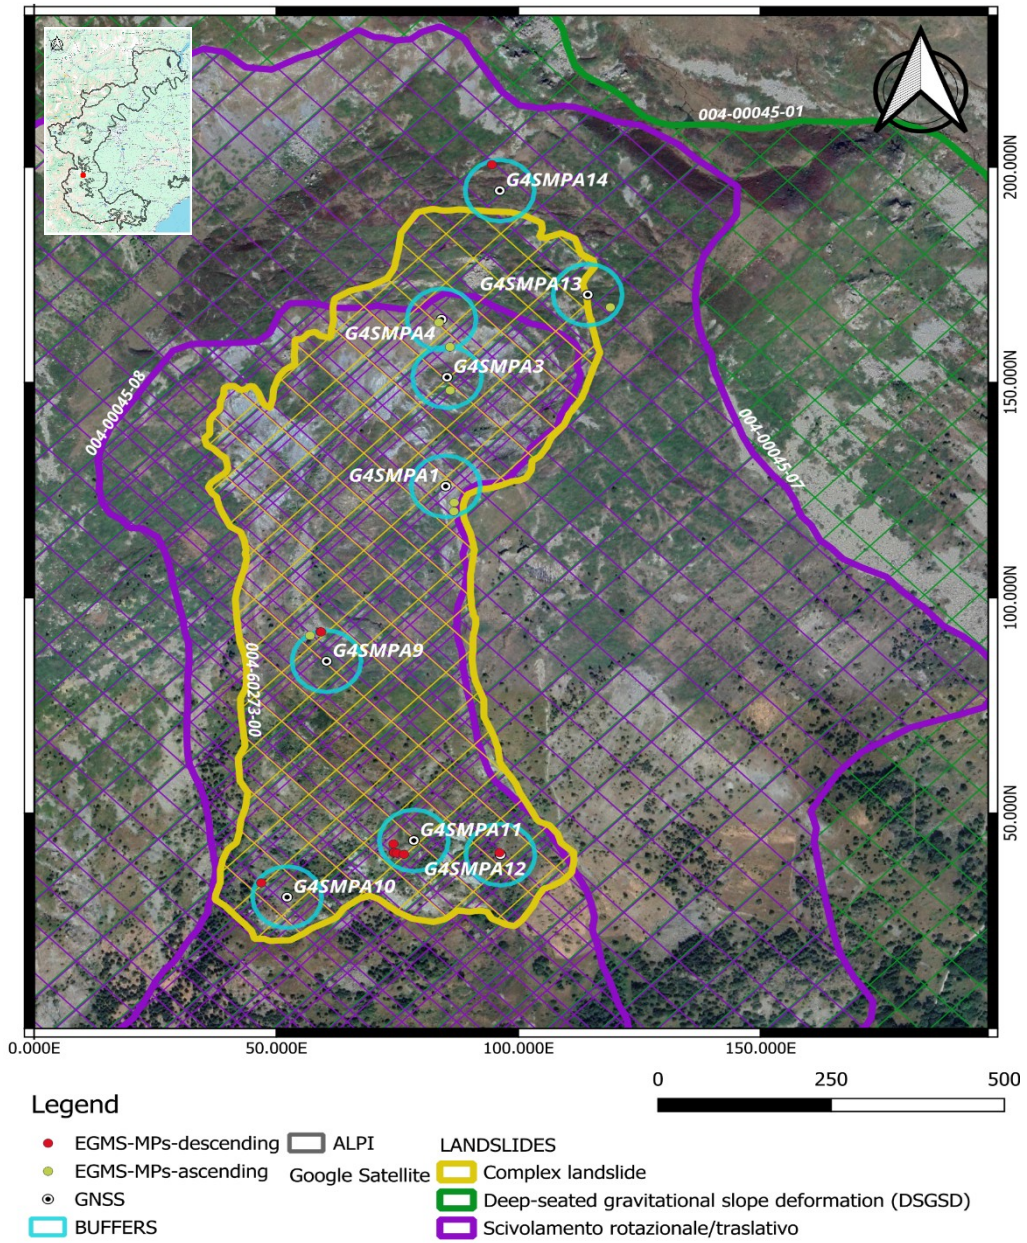 004-00045-01
200.000N
G4SMPA14
G4SMPA13
G4SMPA4
G4SMPA3
004-00045-08
150.000N
004-00045-07
G4SMPA1
100.000N
G4SMPA9
004-60273-00
50.000N
G4SMPA11
G4SMPA12
G4SMPA10
0.000E 50.000E 100.000E 150.000E
0 250 500
Legend
EGMS-MPs-descending
EGMS-MPs-ascending
GNSS
BUFFERS
ALPI
Google Satellite
LANDSLIDES
Complex landslide
Deep-seated gravitational slope deformation (DSGSD)
Scivolamento rotazionale/traslativo